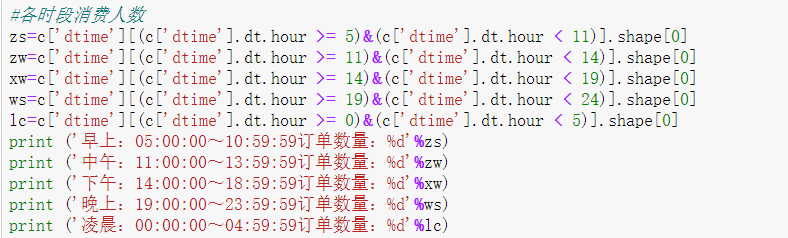 #各时段消费人数
zs=c['dtime'][(c['dtime'].dt.hour >= 5)&(c['dtime'].dt.hour < 11)].shape[0]
zw=c['dtime'][(c['dtime'].dt.hour >= 11)&(c['dtime'].dt.hour < 14)].shape[0]
xw=c['dtime'][(c['dtime'].dt.hour >= 14)&(c['dtime'].dt.hour < 19)].shape[0]
ws=c['dtime'][(c['dtime'].dt.hour >= 19)&(c['dtime'].dt.hour < 24)].shape[0]
lc=c['dtime'][(c['dtime'].dt.hour >= 0)&(c['dtime'].dt.hour < 5)].shape[0]
print ('早上：05:00:00～10:59:59订单数量：%d'%zs)
print ('中午：11:00:00～13:59:59订单数量：%d'%zw)
print ('下午：14:00:00～18:59:59订单数量：%d'%xw)
print ('晚上：19:00:00～23:59:59订单数量：%d'%ws)
print ('凌晨：00:00:00～04:59:59订单数量：%d'%lc)